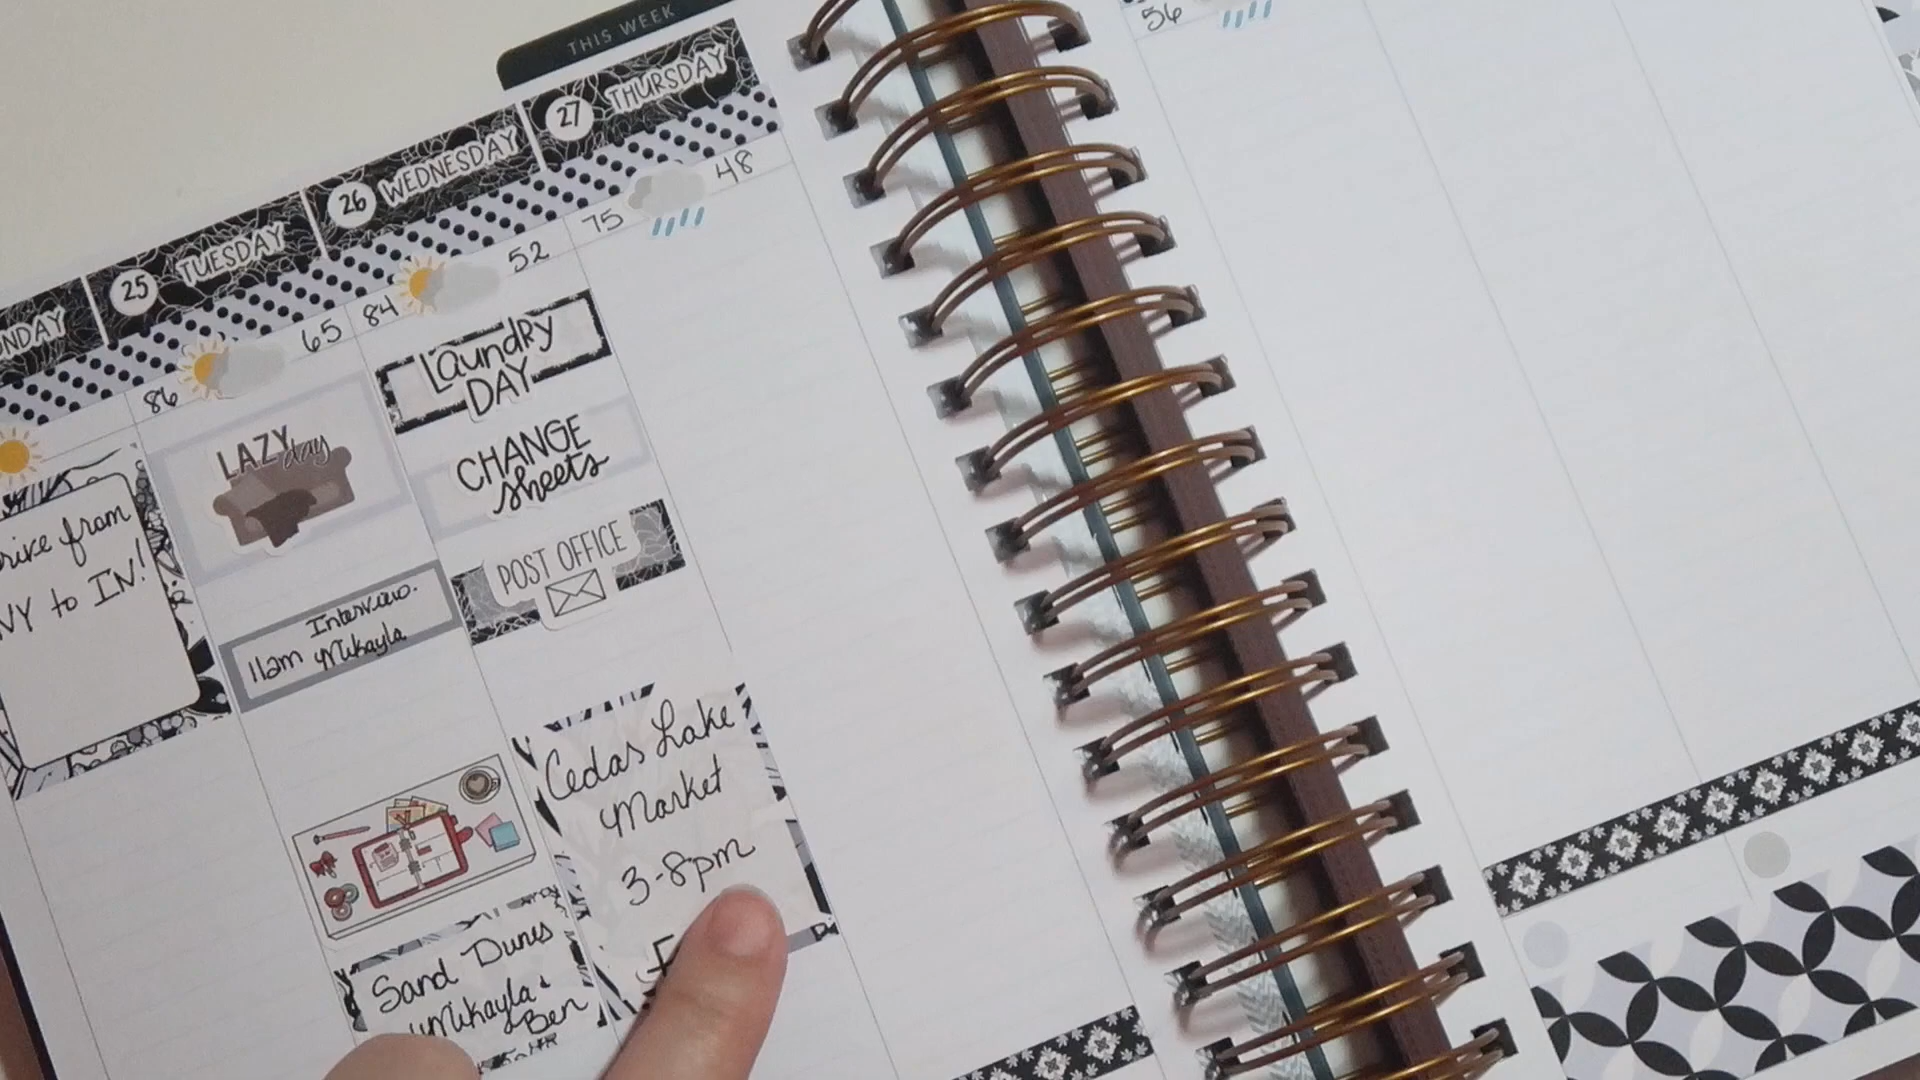 THIS WEEK
56
27 THURSDAY
26 WEDNESDAY
25 TUESDAY
48
75
52
84
65
86
Laundry
DAY
CHANGE
sheets
POST OFFICE
LAZY day
Interview
11am Mikayla
NY to IN!
from
Cedar Lake
Market
3-8pm
Sand Dunes
Mikayla &
Ben